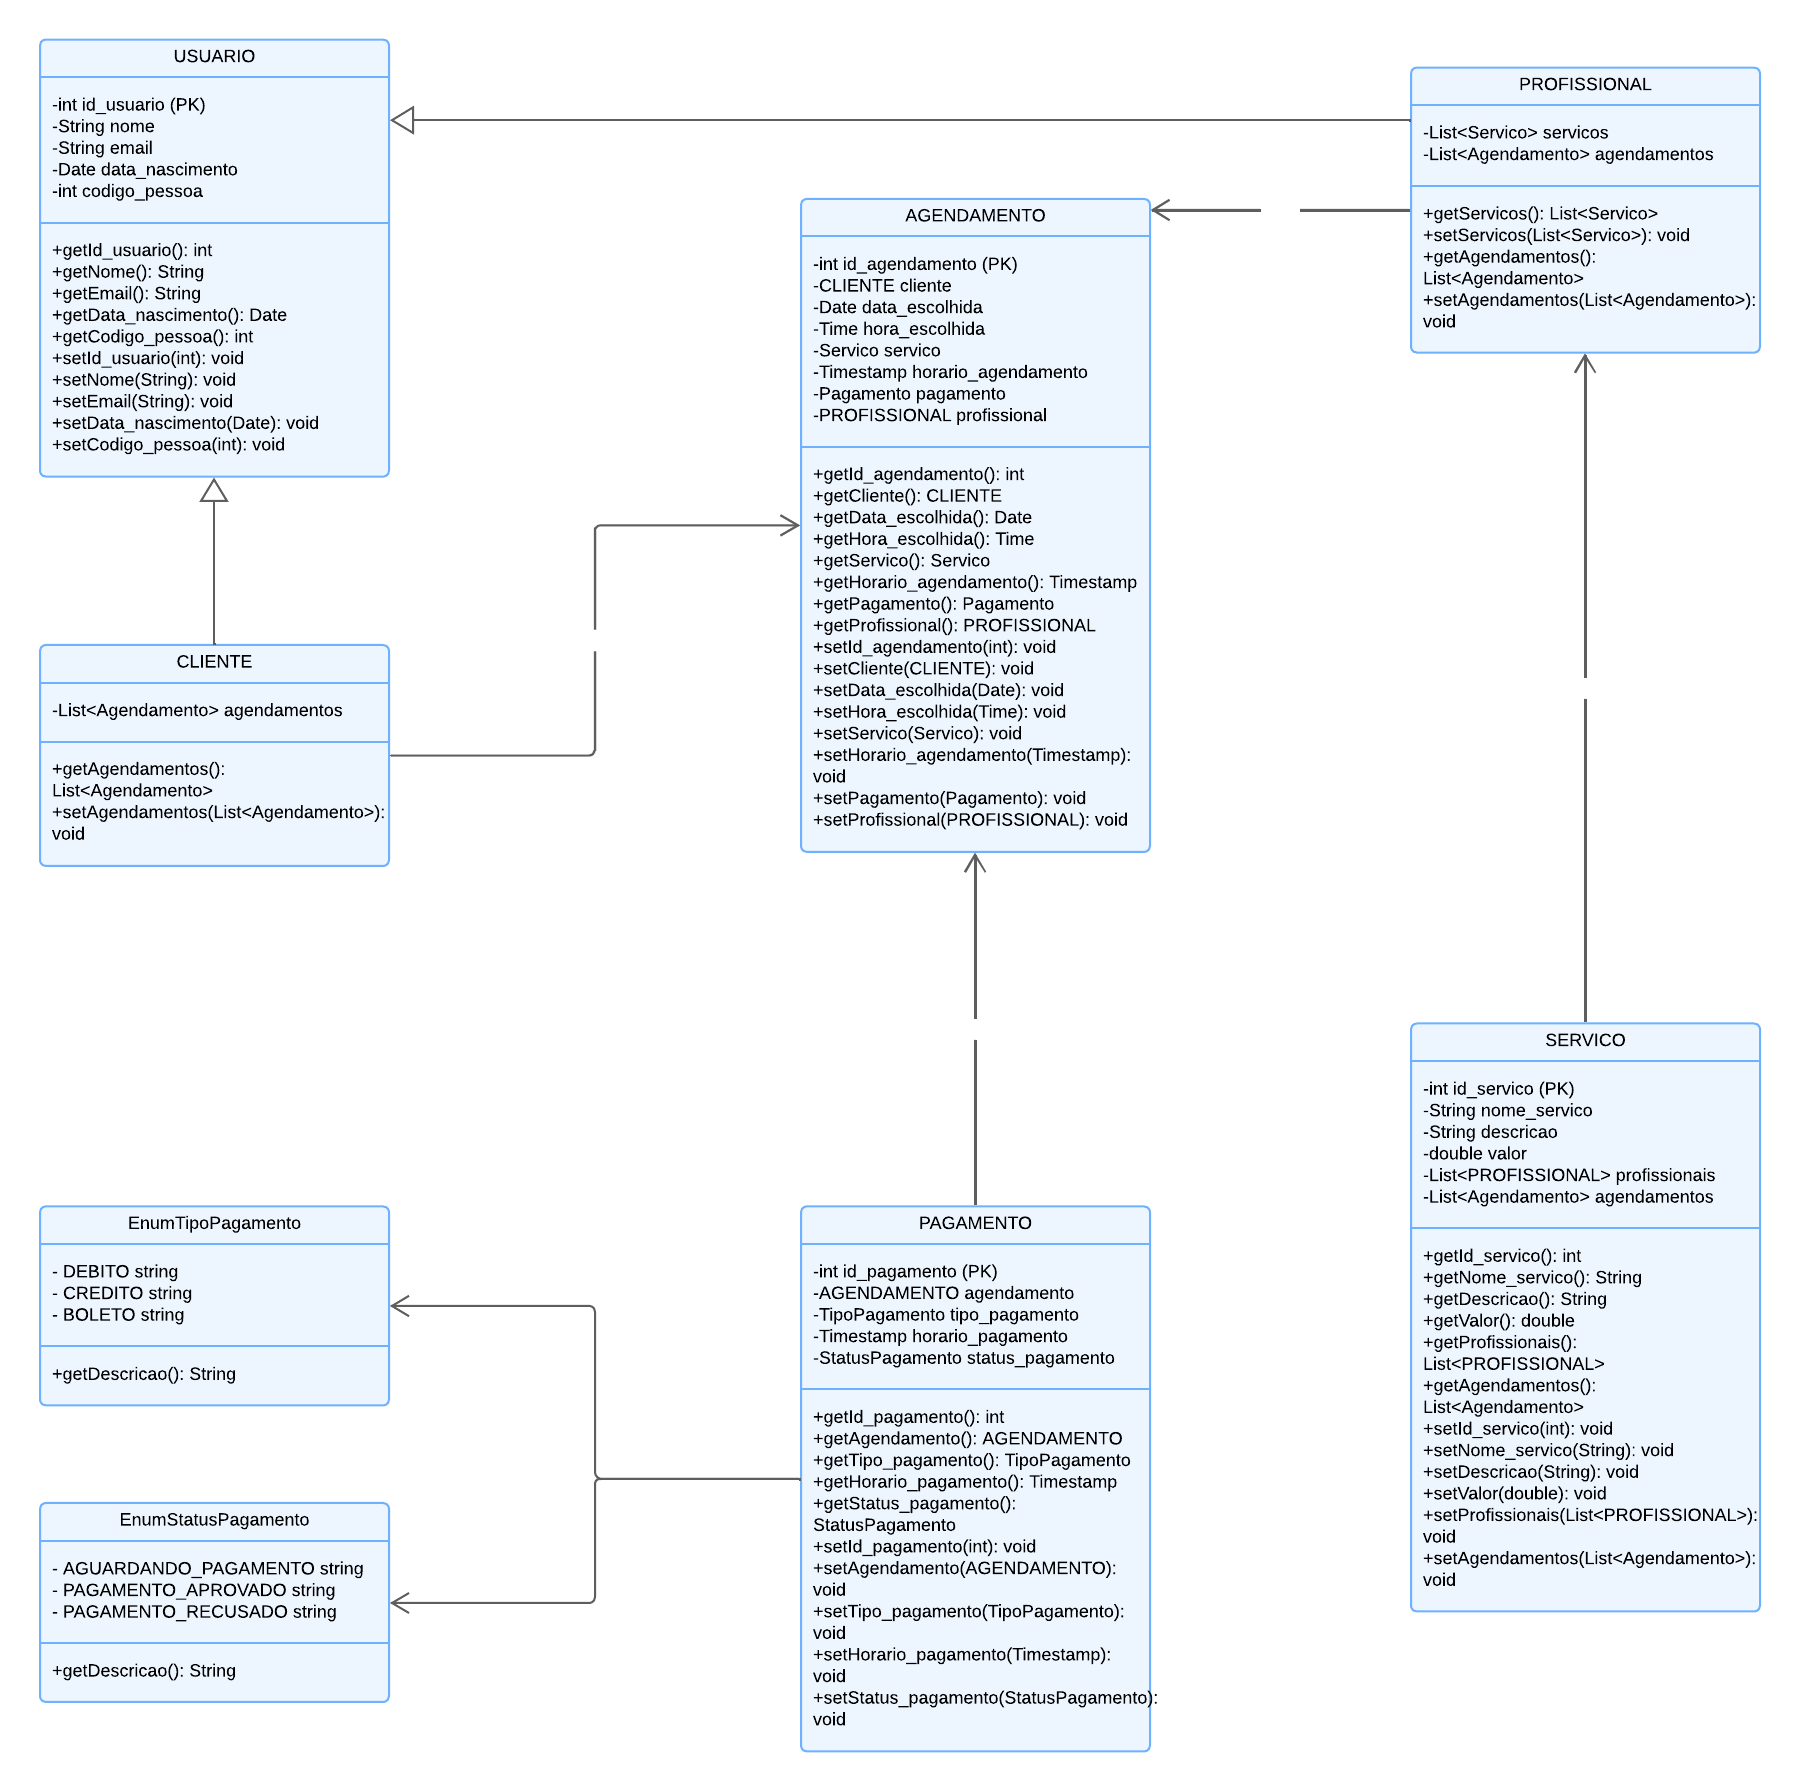 USUARIO
-int id_usuario (PK)
-String nome
-String email
-Date data_nascimento
-int codigo_pessoa
+getId_usuario(): int
+getNome(): String
+getEmail(): String
+getData_nascimento(): Date
+getCodigo_pessoa(): int
+setId_usuario(int): void
+setNome(String): void
+setEmail(String): void
+setData_nascimento(Date): void
+setCodigo_pessoa(int): void
PROFISSIONAL
-List<Servico> servicos
-List<Agendamento> agendamentos
+getServicos(): List<Servico>
+setServicos(List<Servico>): void
+getAgendamentos():
List<Agendamento>
+setAgendamentos(List<Agendamento>):
void
AGENDAMENTO
-int id_agendamento (PK)
-CLIENTE cliente
-Date data_escolhida
-Time hora_escolhida
-Servico servico
-Timestamp horario_agendamento
-Pagamento pagamento
-PROFISSIONAL profissional
+getId_agendamento(): int
+getCliente(): CLIENTE
+getData_escolhida(): Date
+getHora_escolhida(): Time
+getServico(): Servico
+getHorario_agendamento(): Timestamp
+getPagamento(): Pagamento
+getProfissional(): PROFISSIONAL
+setId_agendamento(int): void
+setCliente(CLIENTE): void
+setData_escolhida(Date): void
+setHora_escolhida(Time): void
+setServico(Servico): void
+setHorario_agendamento(Timestamp):
void
+setPagamento(Pagamento): void
+setProfissional(PROFISSIONAL): void
CLIENTE
-List<Agendamento> agendamentos
+getAgendamentos():
List<Agendamento>
+setAgendamentos(List<Agendamento>):
void
SERVICO
-int id_servico (PK)
-String nome_servico
-String descricao
-double valor
-List<PROFISSIONAL> profissionais
-List<Agendamento> agendamentos
+getId_servico(): int
+getNome_servico(): String
+getDescricao(): String
+getValor(): double
+getProfissionais():
List<PROFISSIONAL>
+getAgendamentos():
List<Agendamento>
+setId_servico(int): void
+setNome_servico(String): void
+setDescricao(String): void
+setValor(double): void
+setProfissionais(List<PROFISSIONAL>):
void
+setAgendamentos(List<Agendamento>):
void
EnumTipoPagamento
- DEBITO string
- CREDITO string
- BOLETO string
+getDescricao(): String
PAGAMENTO
-int id_pagamento (PK)
-AGENDAMENTO agendamento
-TipoPagamento tipo_pagamento
-Timestamp horario_pagamento
-StatusPagamento status_pagamento
+getId_pagamento(): int
+getAgendamento(): AGENDAMENTO
+getTipo_pagamento(): TipoPagamento
+getHorario_pagamento(): Timestamp
+getStatus_pagamento():
StatusPagamento
+setId_pagamento(int): void
+setAgendamento(AGENDAMENTO):
void
+setTipo_pagamento(TipoPagamento):
void
+setHorario_pagamento(Timestamp):
void
+setStatus_pagamento(StatusPagamento):
void
EnumStatusPagamento
- AGUARDANDO_PAGAMENTO string
- PAGAMENTO_APROVADO string
- PAGAMENTO_RECUSADO string
+getDescricao(): String